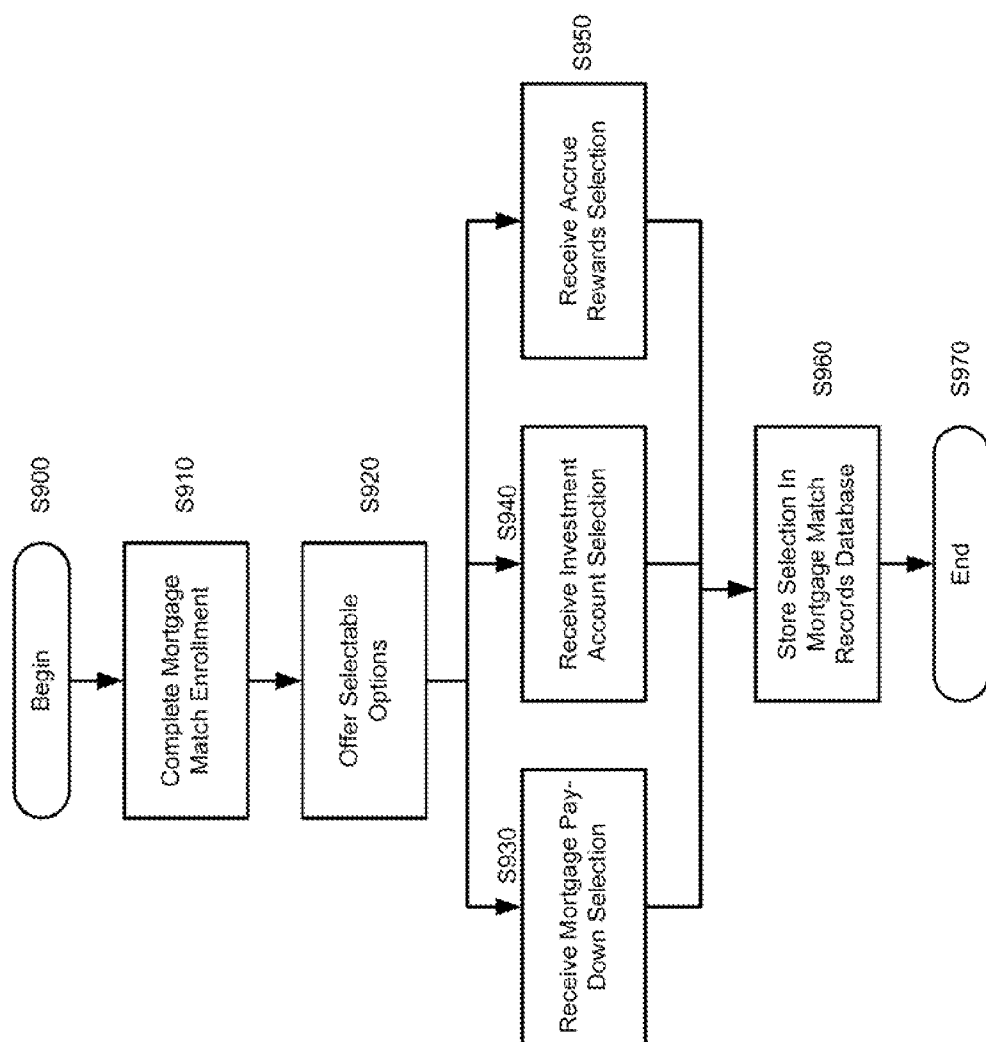 Begin
S900
Complete Mortgage
Match Enrollment
S910
Offer Selectable
Options
S920
S930
Receive Mortgage Pay-
Down Selection
S940
Receive Investment
Account Selection
S950
Receive Accrue
Rewards Selection
Store Selection In
Mortgage Match
Records Database
S960
End
S970